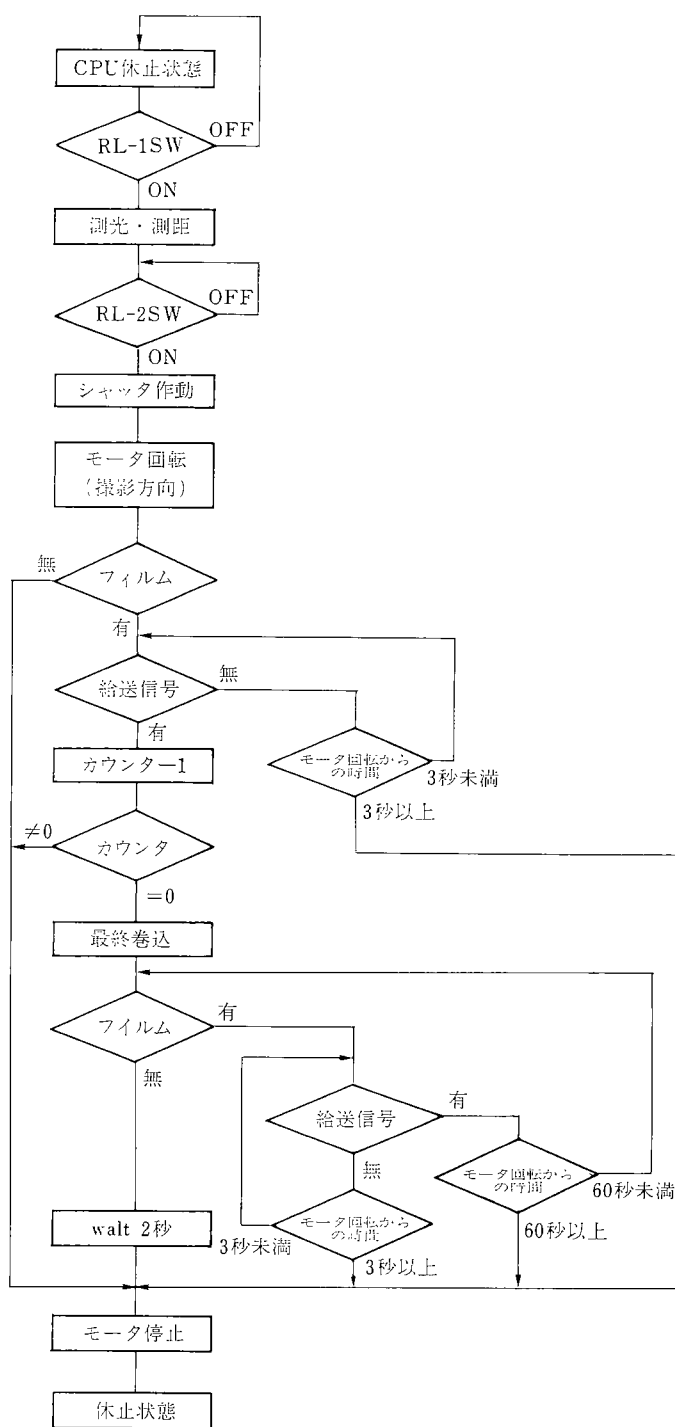 CPU休止状態
OFF
RL-1SW
ON
測光・測距
OFF
RL-2SW
ON
シャッタ作動
モータ回転
(撮影方向)
無
フィルム
有
無
給送信号
有
カウンター1
モータ回転から
の時間
3秒未満
3秒以上
≠0
カウンタ
=0
最終巻込
フイルム
有
無
給送信号
有
無
モータ回転から
の時間
60秒未満
60秒以上
walt 2秒
モータ回転から
の時間
3秒未満
3秒以上
モータ停止
休止状態